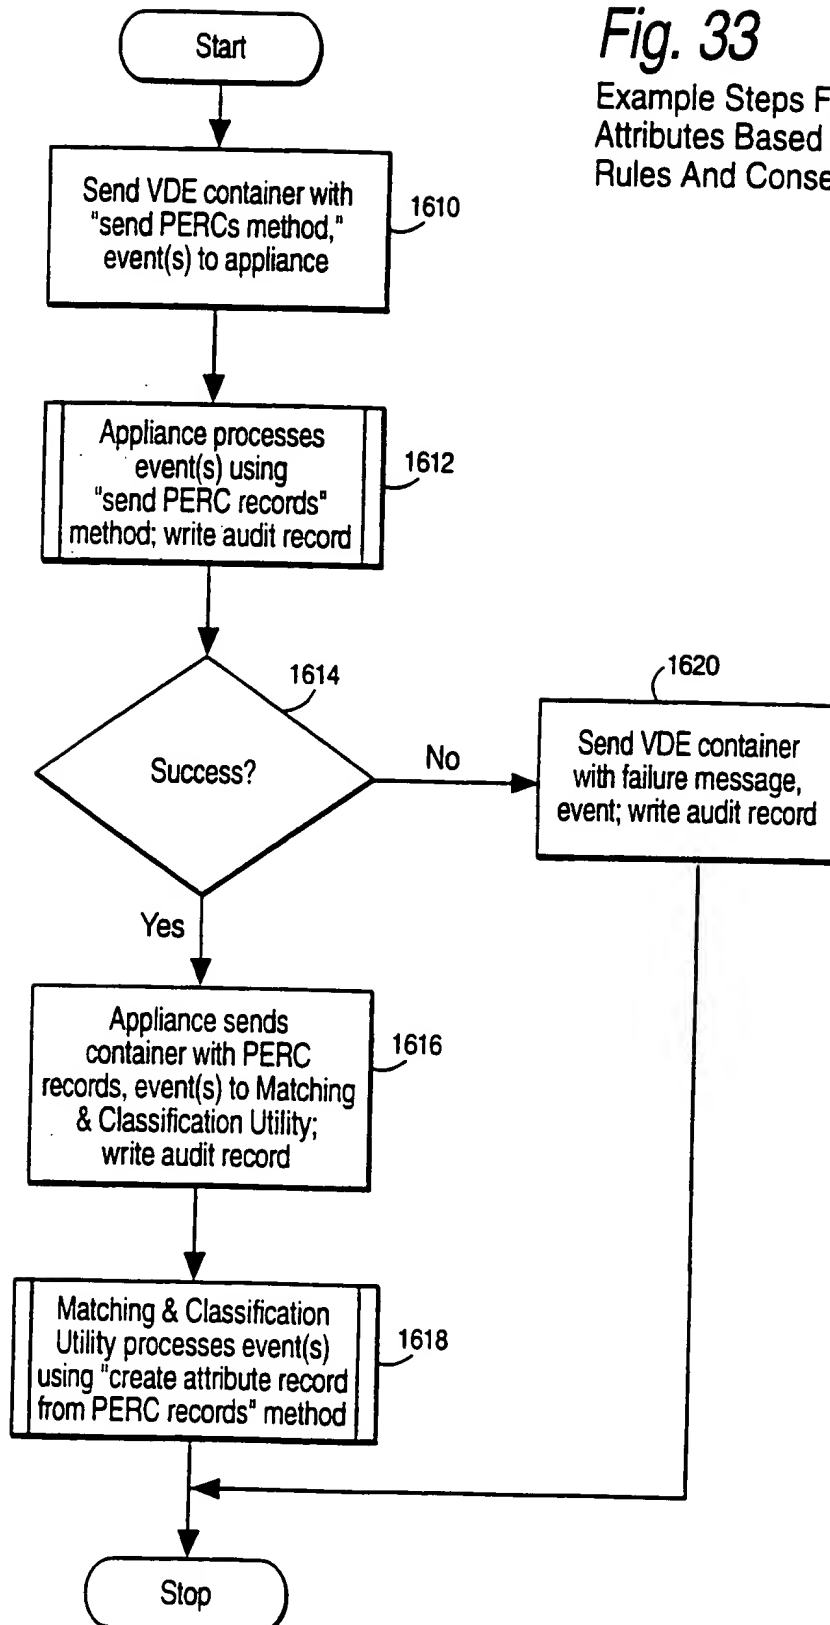 Fig. 33
Example Steps F
Attributes Based
Rules And Conse
Start
Send VDE container with
"send PERCs method,"
event(s) to appliance
1610
Appliance processes
event(s) using
"send PERC records"
method; write audit record
1612
Success?
1614
No
Yes
Send VDE container
with failure message,
event; write audit record
1620
Appliance sends
container with PERC
records, event(s) to Matching
& Classification Utility;
write audit record
1616
Matching & Classification
Utility processes event(s)
using "create attribute record
from PERC records" method
1618
Stop